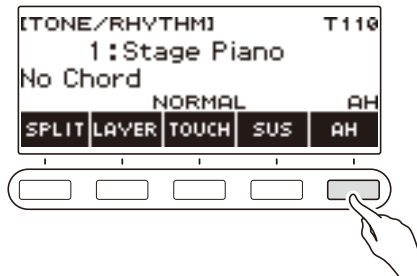 [TONE/RHYTHM] T110
1:Stage Piano
No Chord
NORMAL AH
SPLIT LAYER TOUCH SUS AH